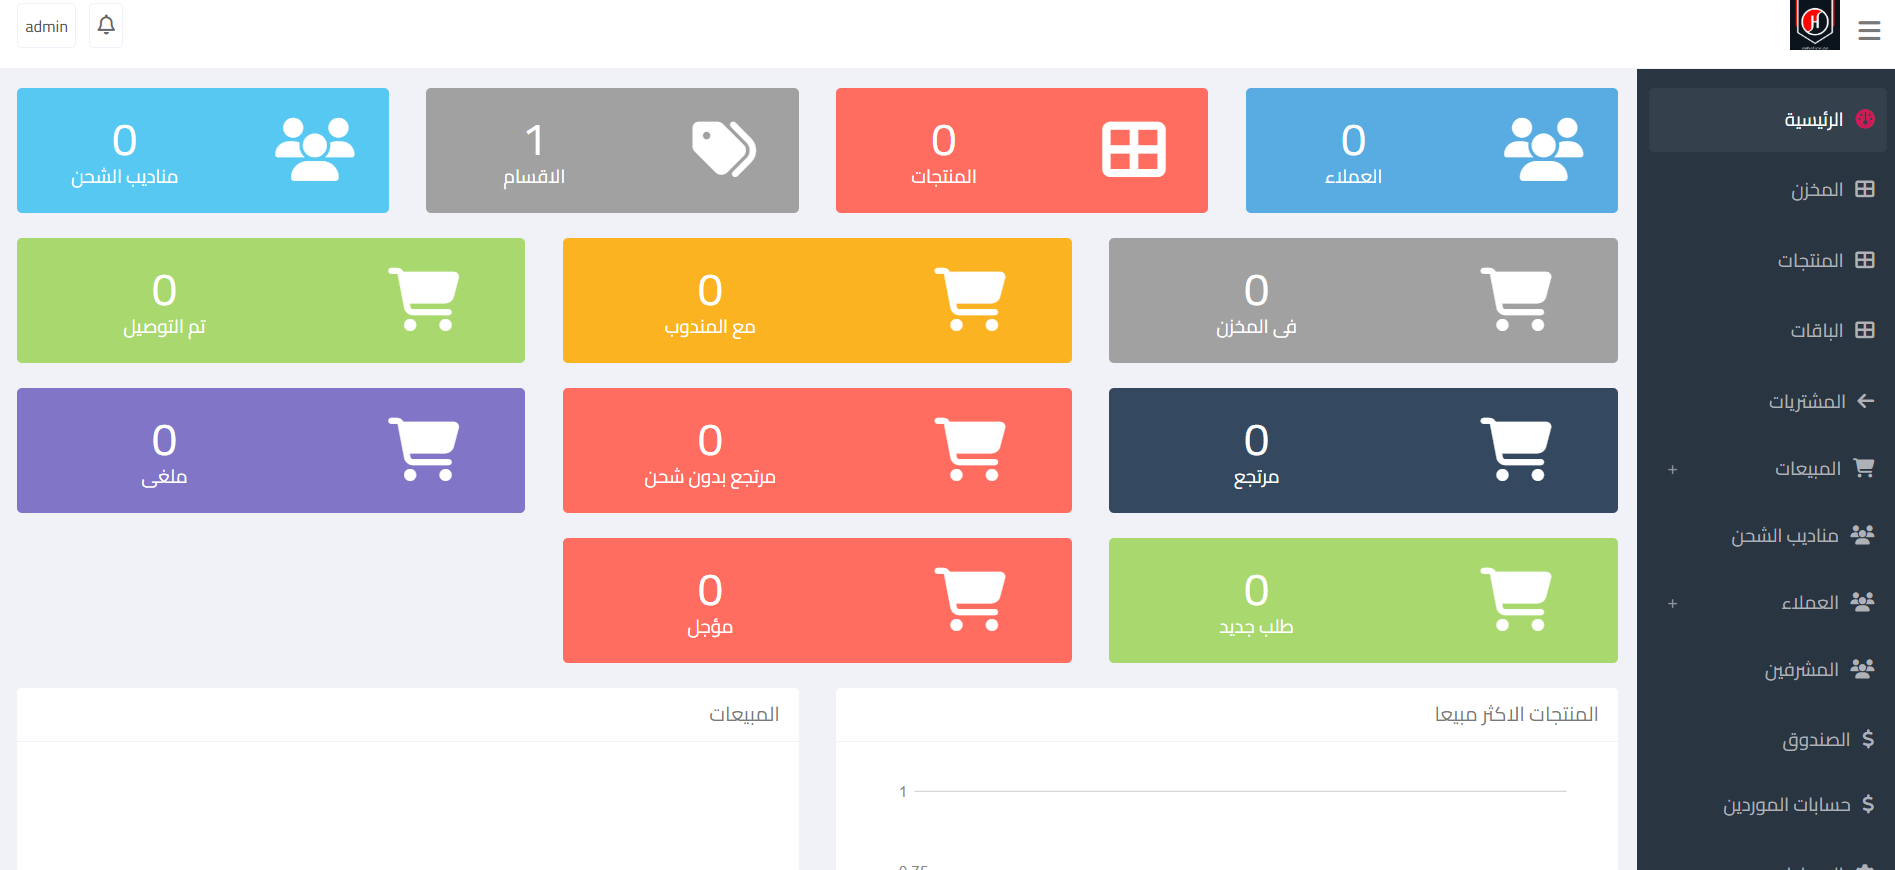 admin
الرئيسية
المخزن
المنتجات
الباقات
المشتريات
المبيعات +
مناديب الشحن
العملاء +
المشرفين
الصندوق
حسابات الموردين
0
العملاء
0
المنتجات
1
الاقسام
0
مناديب الشحن
0
فى المخزن
0
مع المندوب
0
تم التوصيل
0
مرتجع
0
مرتجع بدون شحن
0
ملغى
0
طلب جديد
0
مؤجل
المنتجات الاكثر مبيعا
1
المبيعات